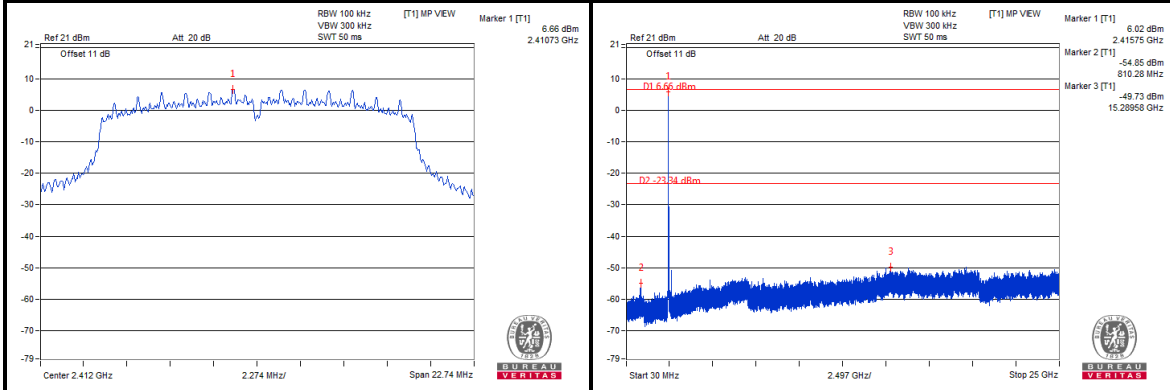 RBW 100 kHz [T1] MP VIEW
VBW 300 kHz
Ref 21 dBm Att 20 dB SWT 50 ms
Marker 1 [T1]
6.66 dBm
2.41073 GHz
21
Offset 11 dB
1
10
0
-10
-20
-30
-40
-50
-60
-70
-79
Center 2.412 GHz 2.274 MHz/ Span 22.74 MHz
BUREAU VERITAS
1828
BUREAU
VERITAS
RBW 100 kHz [T1] MP VIEW
VBW 300 kHz
Ref 21 dBm Att 20 dB SWT 50 ms
Marker 1 [T1]
6.02 dBm
2.41575 GHz
Marker 2 [T1]
-54.85 dBm
810.28 MHz
Marker 3 [T1]
-49.73 dBm
15.28958 GHz
21
Offset 11 dB
1
10
D1 6.66 dBm
0
-10
-20
D2 -23.34 dBm
-30
-40
3
-50
2
-60
-70
-79
Start 30 MHz 2.497 GHz/ Stop 25 GHz
BUREAU VERITAS
1828
BUREAU
VERITAS